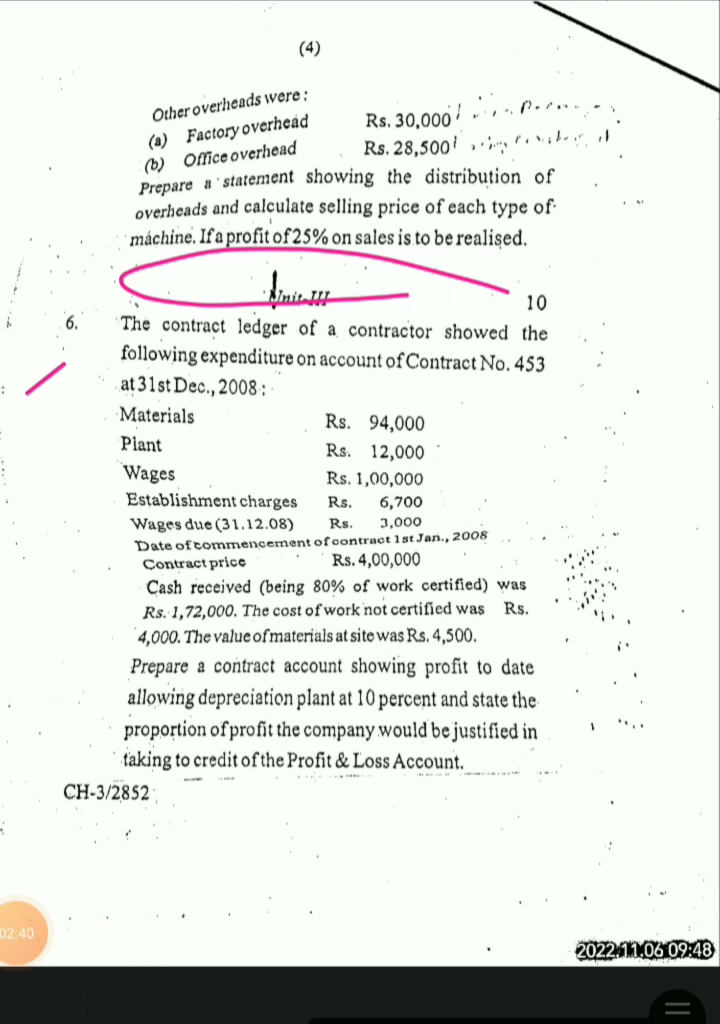 (4)
Other overheads were :
(a) Factory overhead Rs. 30,000
(b) Office overhead Rs. 28,500
Prepare a statement showing the distribution of
overheads and calculate selling price of each type of
machine. If a profit of 25% on sales is to be realised.
Unit-III
10
6. The contract ledger of a contractor showed the
following expenditure on account of Contract No. 453
at 31st Dec., 2008 :
Materials Rs. 94,000
Plant Rs. 12,000
Wages Rs. 1,00,000
Establishment charges Rs. 6,700
Wages due (31.12.08) Rs. 3,000
Date of commencement of contract 1st Jan., 2008
Contract price Rs. 4,00,000
Cash received (being 80% of work certified) was
Rs. 1,72,000. The cost of work not certified was Rs.
4,000. The value of materials at site was Rs. 4,500.
Prepare a contract account showing profit to date
allowing depreciation plant at 10 percent and state the
proportion of profit the company would be justified in
taking to credit of the Profit & Loss Account.
CH-3/2852
02:40
2022.11.06 09:48